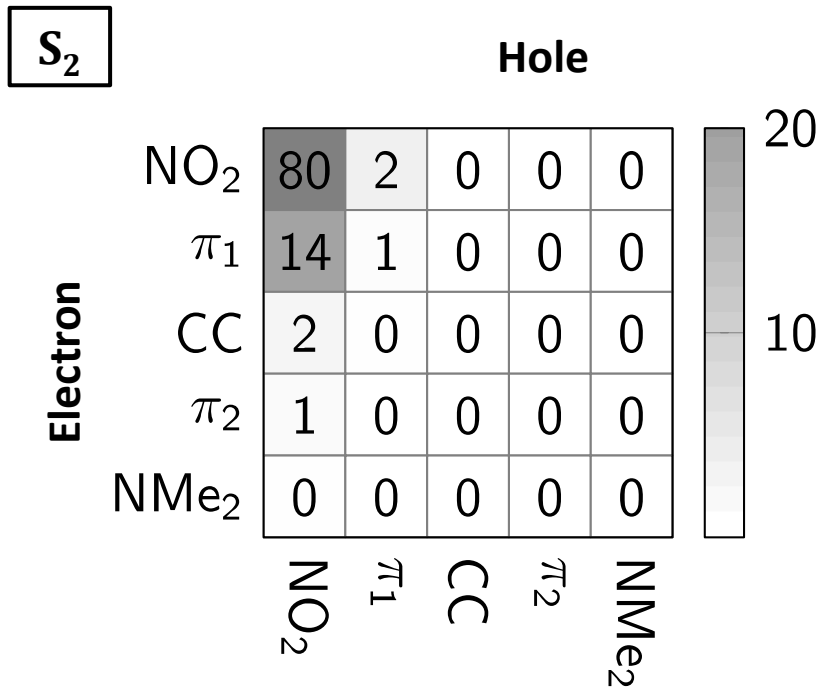 S₂
Hole
NO₂ 80 2 0 0 0
π₁ 14 1 0 0 0
CC 2 0 0 0 0
π₂ 1 0 0 0 0
NMe₂ 0 0 0 0 0
Electron
NO₂ π₁ CC π₂ NMe₂
20
10